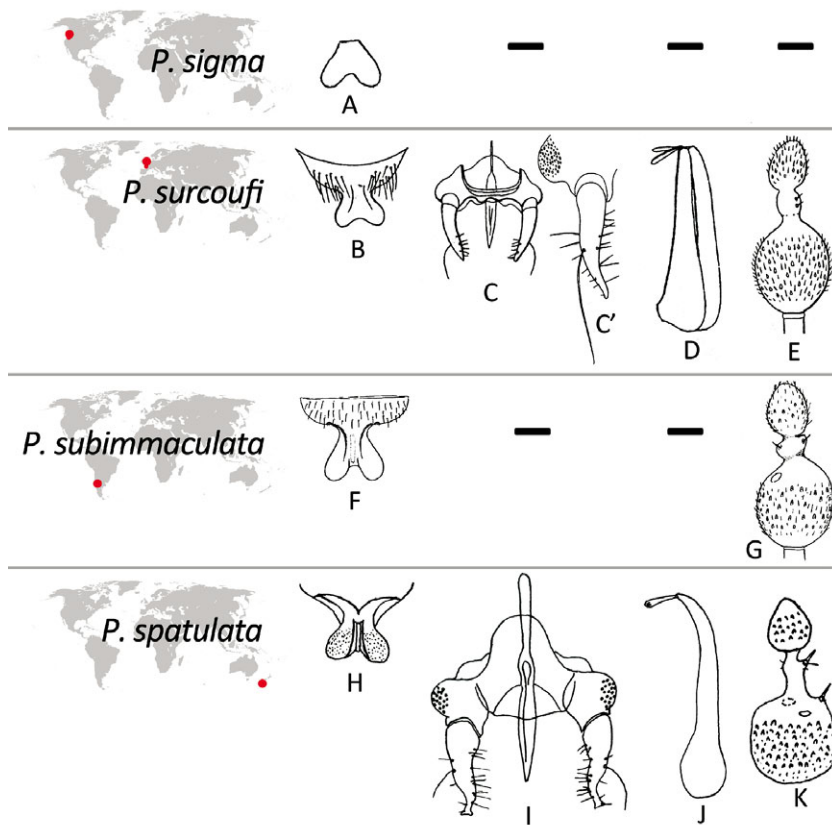 P. sigma
A
P. surcoufi
B
C
C'
D
E
P. subimmaculata
F
G
P. spatulata
H
I
J
K